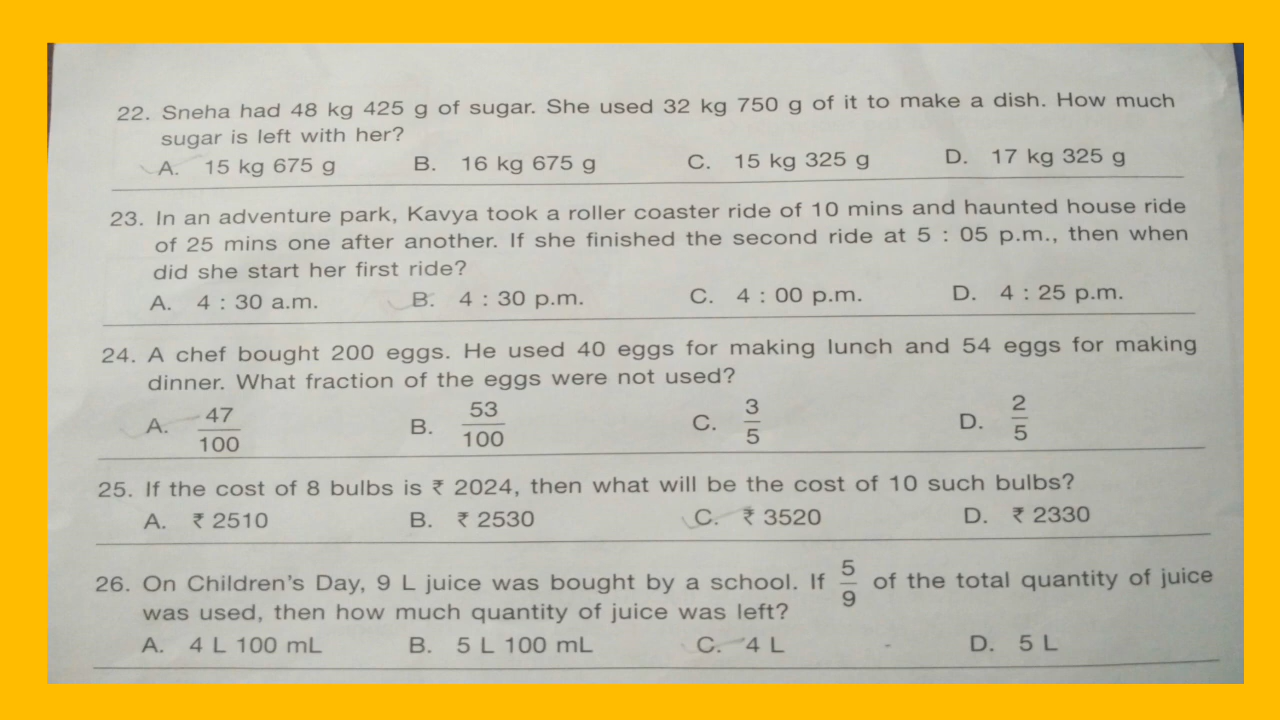 22. Sneha had 48 kg 425 g of sugar. She used 32 kg 750 g of it to make a dish. How much
sugar is left with her?
A. 15 kg 675 g B. 16 kg 675 g C. 15 kg 325 g D. 17 kg 325 g
23. In an adventure park, Kavya took a roller coaster ride of 10 mins and haunted house ride
of 25 mins one after another. If she finished the second ride at 5 : 05 p.m., then when
did she start her first ride?
A. 4 : 30 a.m. B. 4 : 30 p.m. C. 4 : 00 p.m. D. 4 : 25 p.m.
24. A chef bought 200 eggs. He used 40 eggs for making lunch and 54 eggs for making
dinner. What fraction of the eggs were not used?
A. 47/100 B. 53/100 C. 3/5 D. 2/5
25. If the cost of 8 bulbs is ₹ 2024, then what will be the cost of 10 such bulbs?
A. ₹ 2510 B. ₹ 2530 C. ₹ 3520 D. ₹ 2330
26. On Children's Day, 9 L juice was bought by a school. If 5/9 of the total quantity of juice
was used, then how much quantity of juice was left?
A. 4 L 100 mL B. 5 L 100 mL C. 4 L D. 5 L